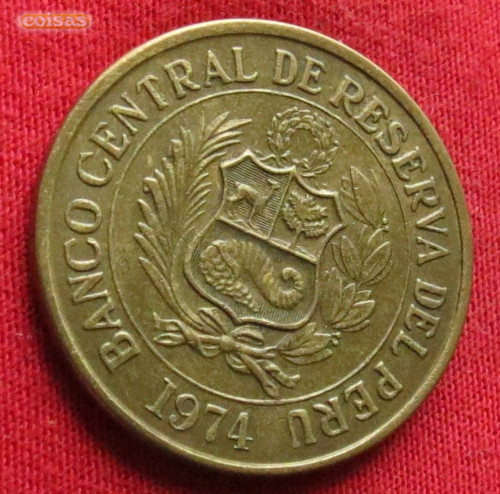 coisas
BANCO CENTRAL DE RESERVA DEL PERU
1974